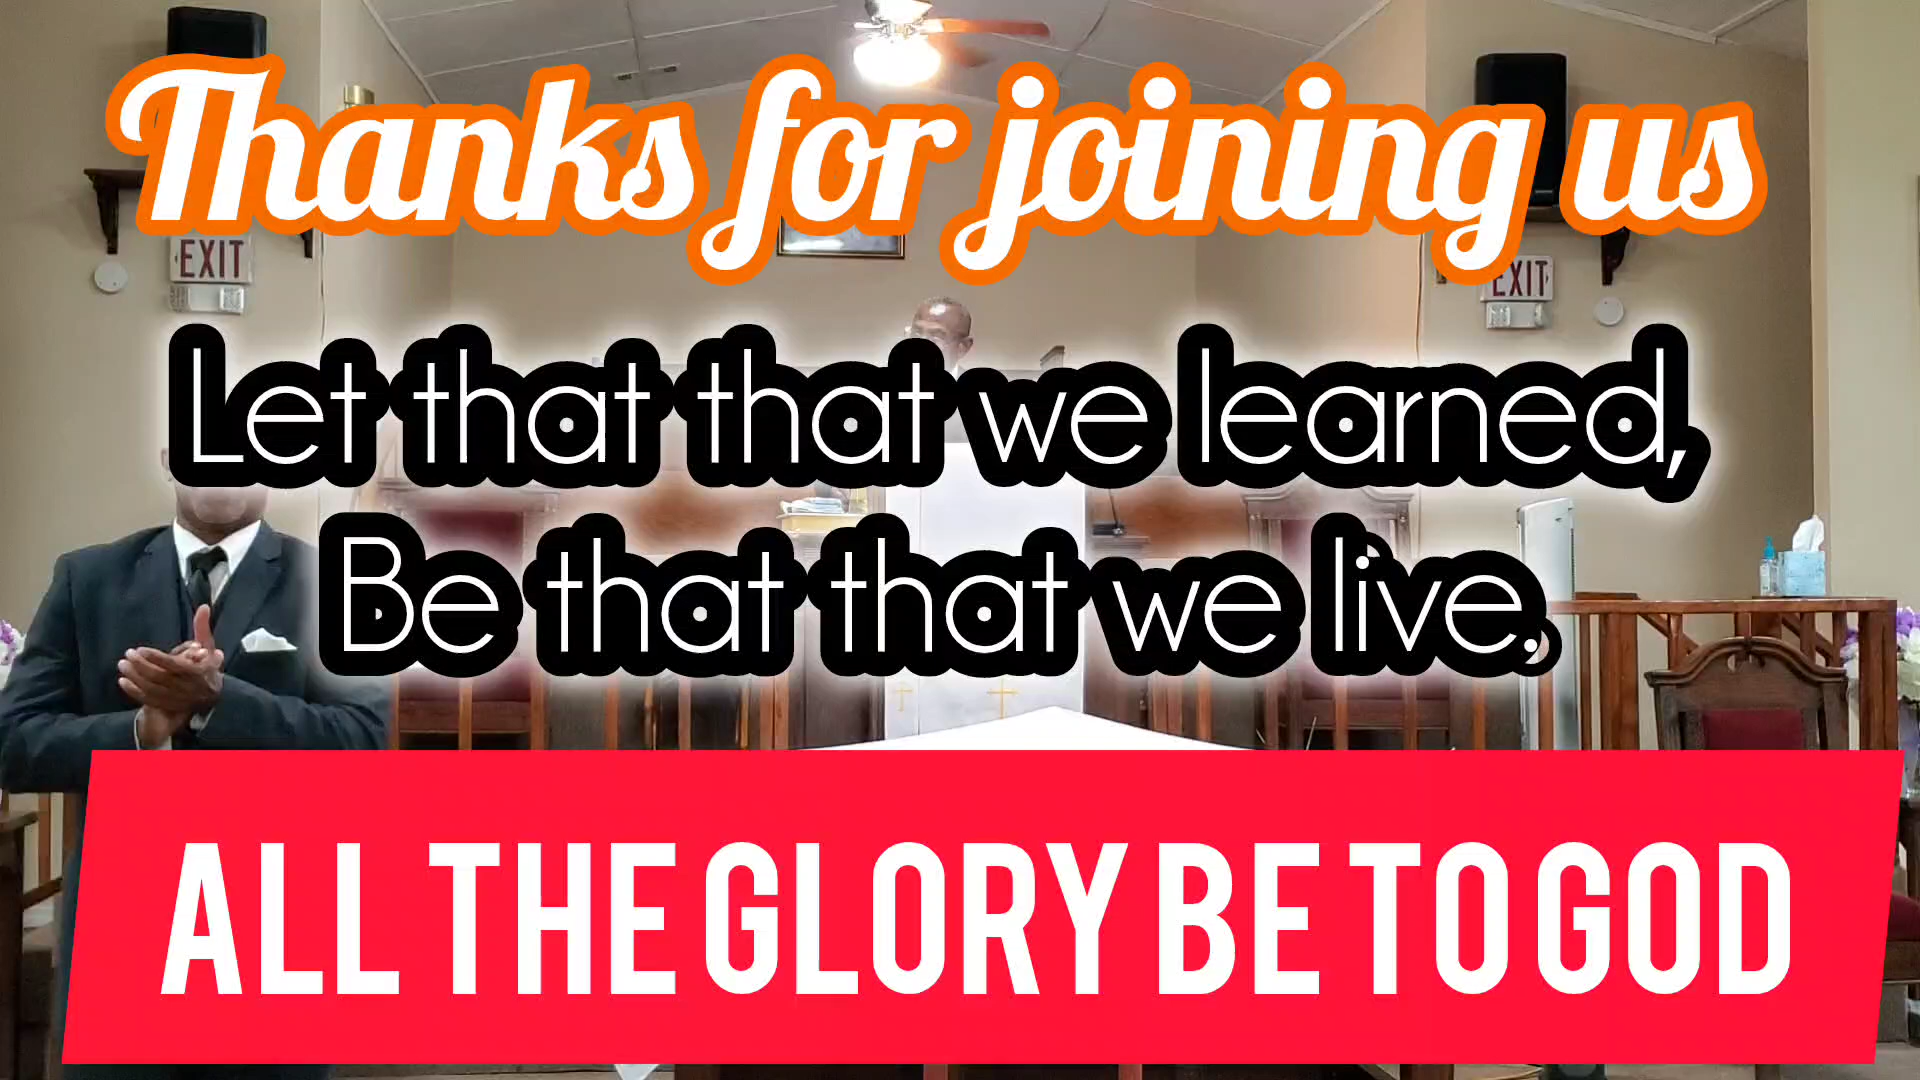 Thanks for joining us
EXIT
EXIT
Let that that we learned,
Be that that we live.
ALL THE GLORY BE TO GOD